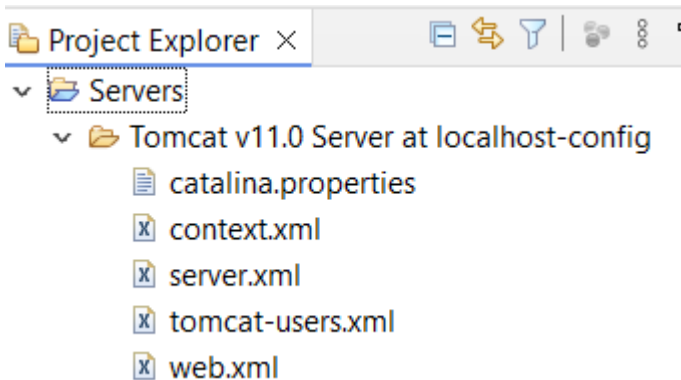 Project Explorer
Servers
Tomcat v11.0 Server at localhost-config
catalina.properties
context.xml
server.xml
tomcat-users.xml
web.xml